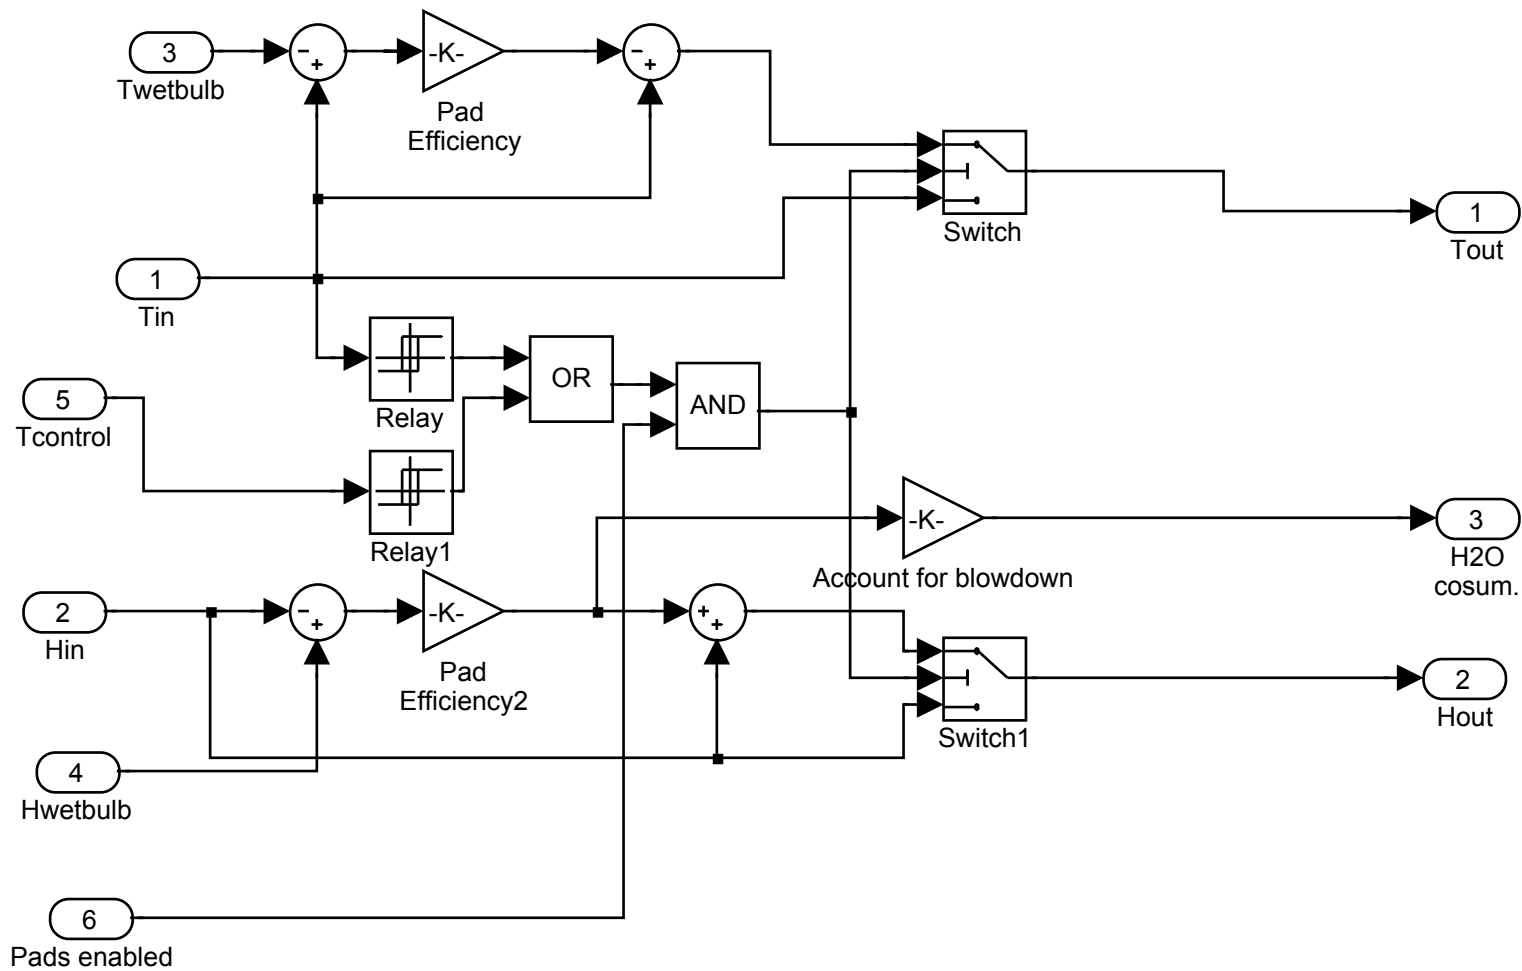 3
Twetbulb
−
+
-K-
Pad
Efficiency
−
+
Switch
1
Tout
1
Tin
Relay
OR
AND
5
Tcontrol
Relay1
-K-
Account for blowdown
3
H2O
cosum.
2
Hin
−
+
-K-
Pad
Efficiency2
+
+
Switch1
2
Hout
4
Hwetbulb
6
Pads enabled